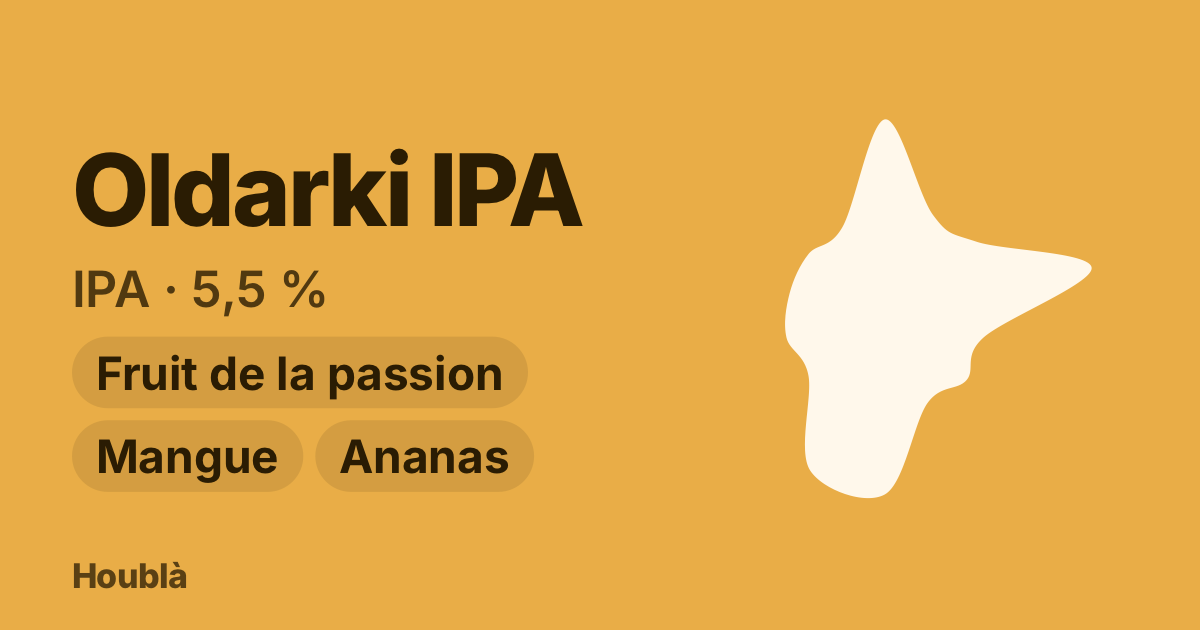 Oldarki IPA
IPA · 5,5 %
Fruit de la passion
Mangue Ananas
Houblà